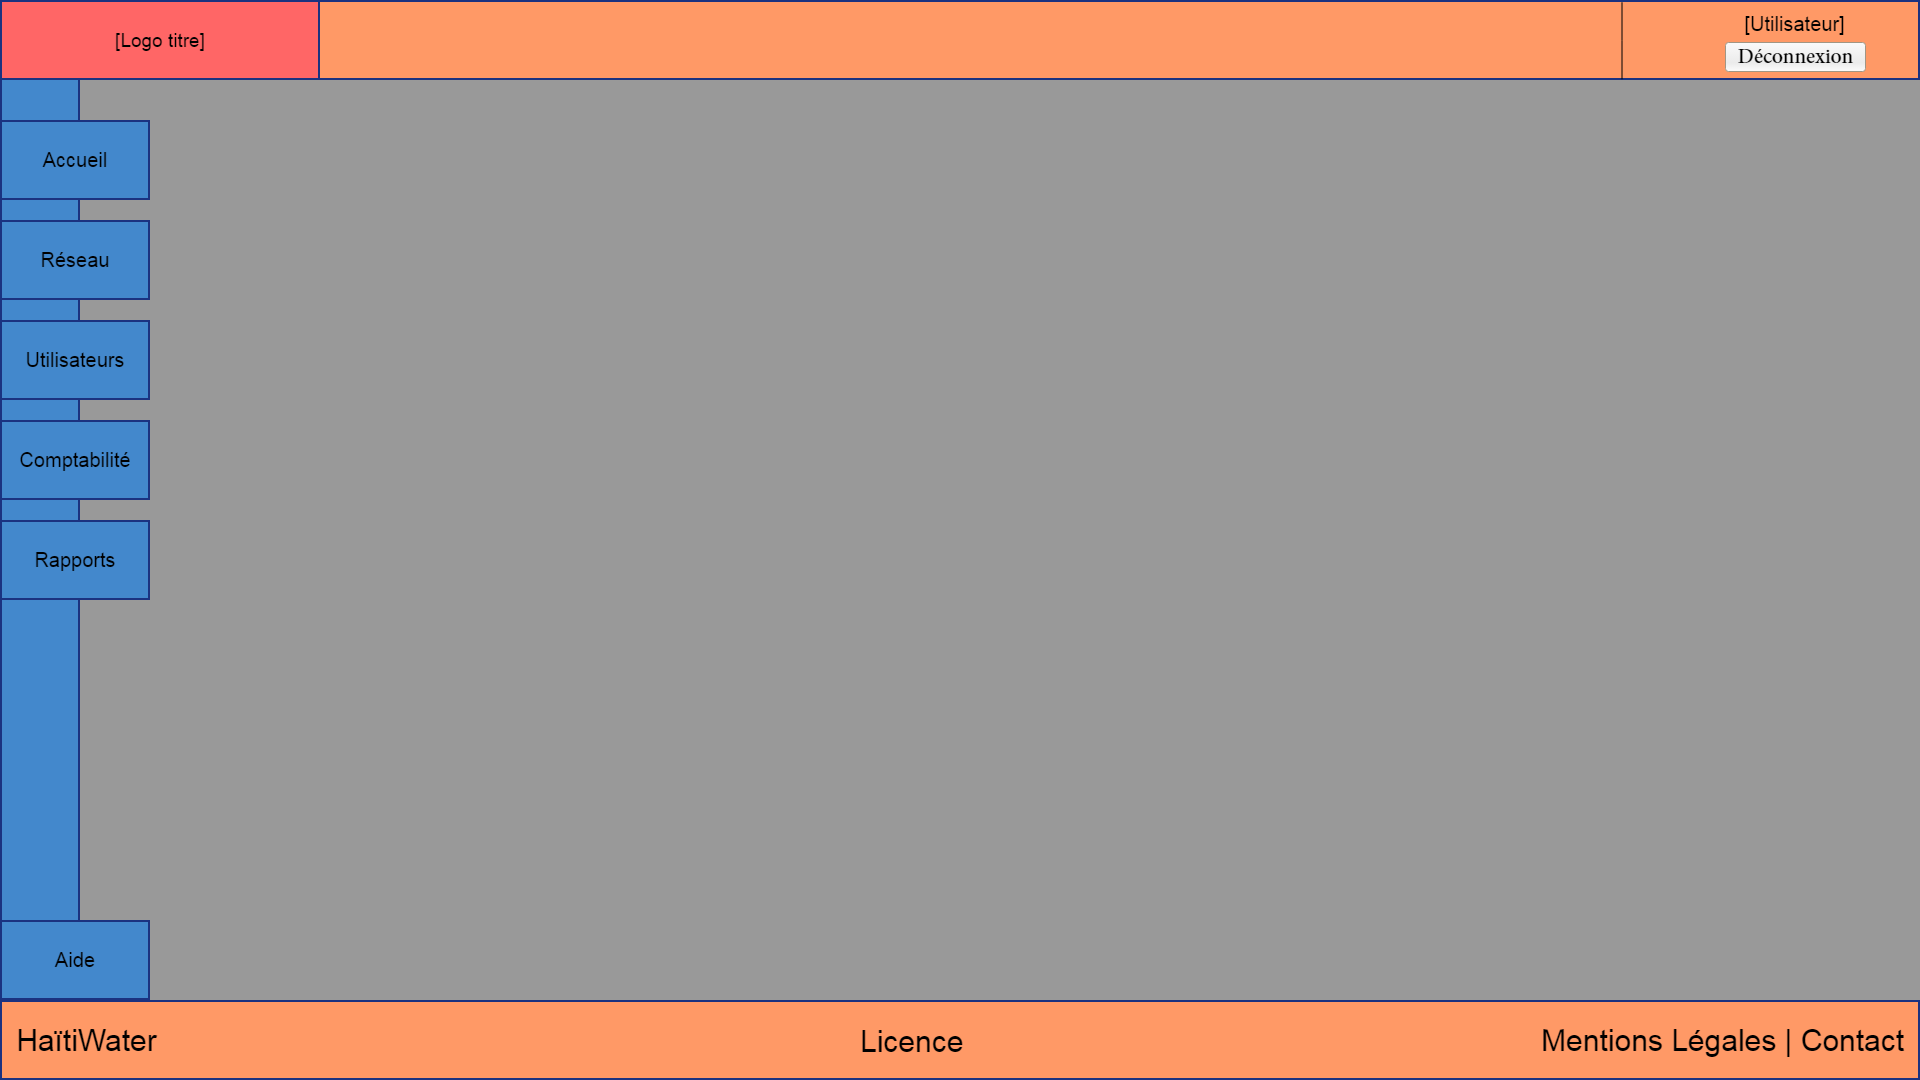 [Logo titre]
[Utilisateur]
Déconnexion
Accueil
Réseau
Utilisateurs
Comptabilité
Rapports
Aide
HaïtiWater
Licence
Mentions Légales | Contact